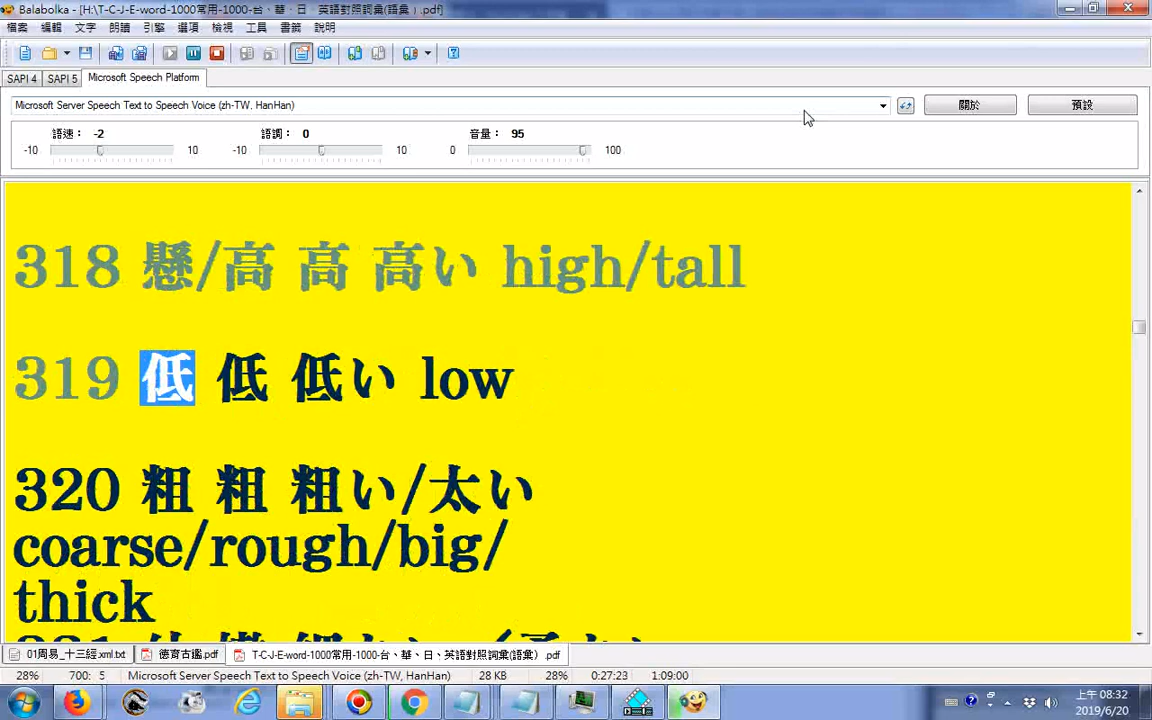 Balabolka - [H:\T-C-J-E-word-1000常用-1000-台、華、日、英語對照詞彙(語彙).pdf]
檔案 編輯 文字 朗讀 引擎 選項 檢視 工具 書籤 說明
SAPI 4 SAPI 5 Microsoft Speech Platform
Microsoft Server Speech Text to Speech Voice (zh-TW, HanHan) 關於 預設
語速： -2 語調： 0 音量： 95
-10 10 -10 10 0 100
318 懸/高 高 高い high/tall
319 低 低 低い low
320 粗 粗 粗い/太い
coarse/rough/big/
thick
01周易_十三經.xml.txt 德育古鑑.pdf T-C-J-E-word-1000常用-1000-台、華、日、英語對照詞彙(語彙）.pdf
28% 700: 5 Microsoft Server Speech Text to Speech Voice (zh-TW, HanHan) 28 KB 28% 0:27:23 1:09:00
上午 08:32
2019/6/20